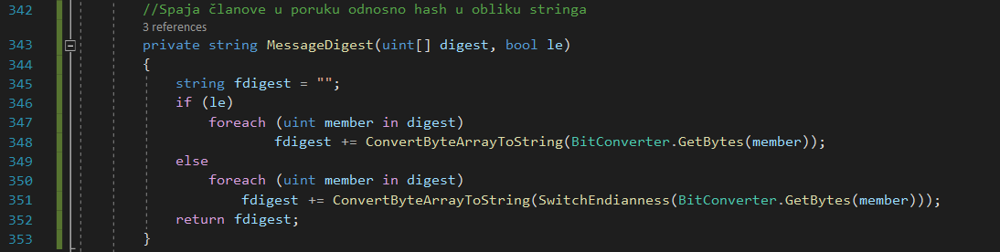 342 //Spaja članove u poruku odnosno hash u obliku stringa
3 references
343 private string MessageDigest(uint[] digest, bool le)
344 {
345 string fdigest = "";
346 if (le)
347 foreach (uint member in digest)
348 fdigest += ConvertByteArrayToString(BitConverter.GetBytes(member));
349 else
350 foreach (uint member in digest)
351 fdigest += ConvertByteArrayToString(SwitchEndianness(BitConverter.GetBytes(member)));
352 return fdigest;
353 }